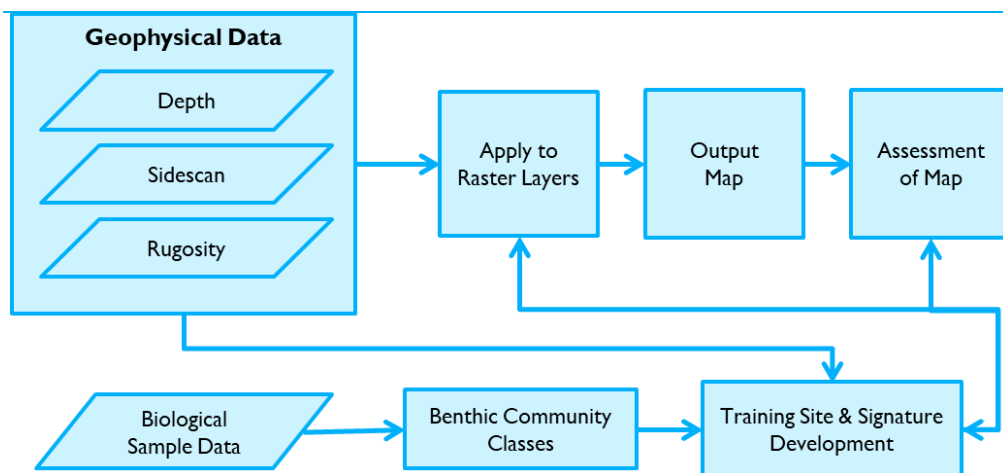 Geophysical Data
Depth
Sidescan
Rugosity
Apply to
Raster Layers
Output
Map
Assessment
of Map
Biological
Sample Data
Benthic Community
Classes
Training Site & Signature
Development